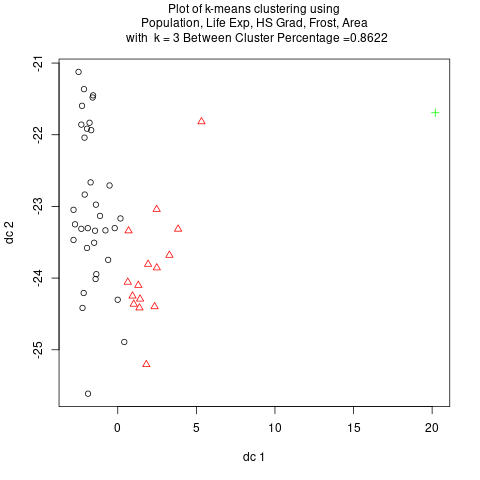 Plot of k-means clustering using
Population, Life Exp, HS Grad, Frost, Area
with  k = 3 Between Cluster Percentage =0.8622
-21
-22
-23
-24
-25
dc 2
0
5
10
15
20
dc 1